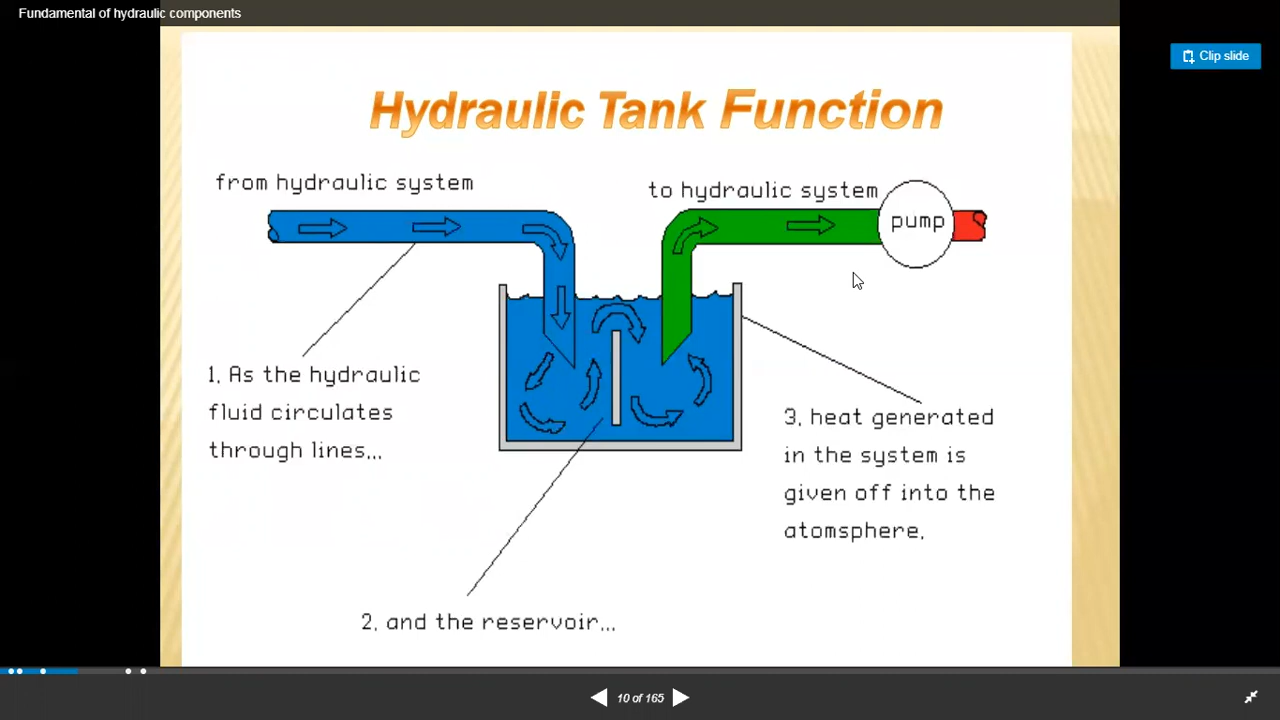 Fundamental of hydraulic components
Clip slide
Hydraulic Tank Function
from hydraulic system
to hydraulic system
pump
1. As the hydraulic
fluid circulates
through lines...
3. heat generated
in the system is
given off into the
atomsphere.
2. and the reservoir...
10 of 165